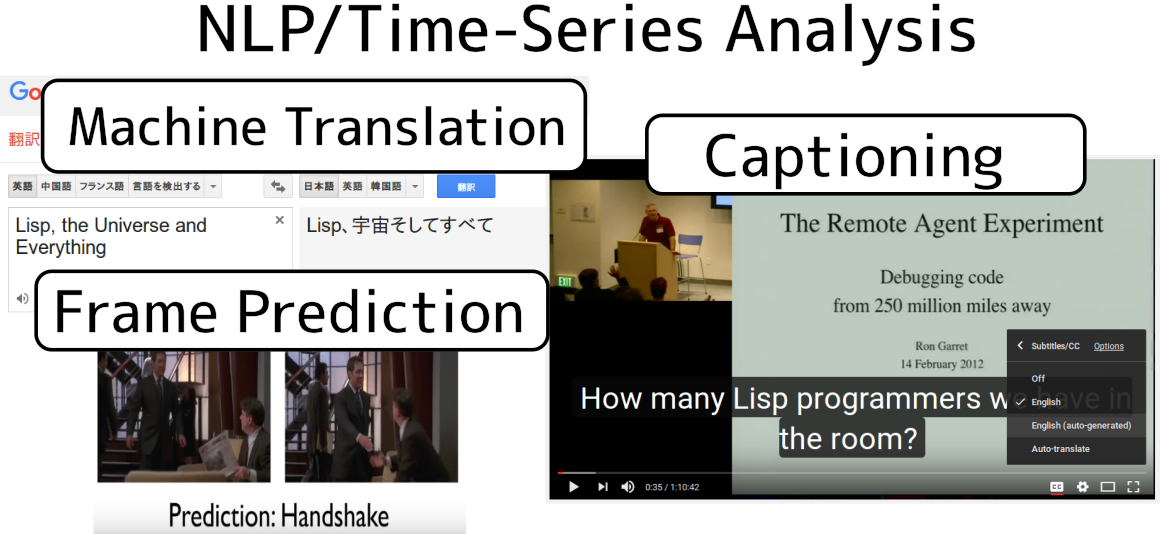 NLP/Time-Series Analysis
Go
Machine Translation
翻訳
英語 中国語 フランス語 言語を検出する
日本語 英語 韓国語
翻訳
Lisp, the Universe and
Everything
Lisp、宇宙そしてすべて
Frame Prediction
Prediction: Handshake
Captioning
The Remote Agent Experiment
Debugging code
from 250 million miles away
Ron Garret
14 February 2012
EXIT
How many Lisp programmers we have in
the room?
Subtitles/CC Options
Off
English
English (auto-generated)
Auto-translate
0:35 / 1:10:42
CC